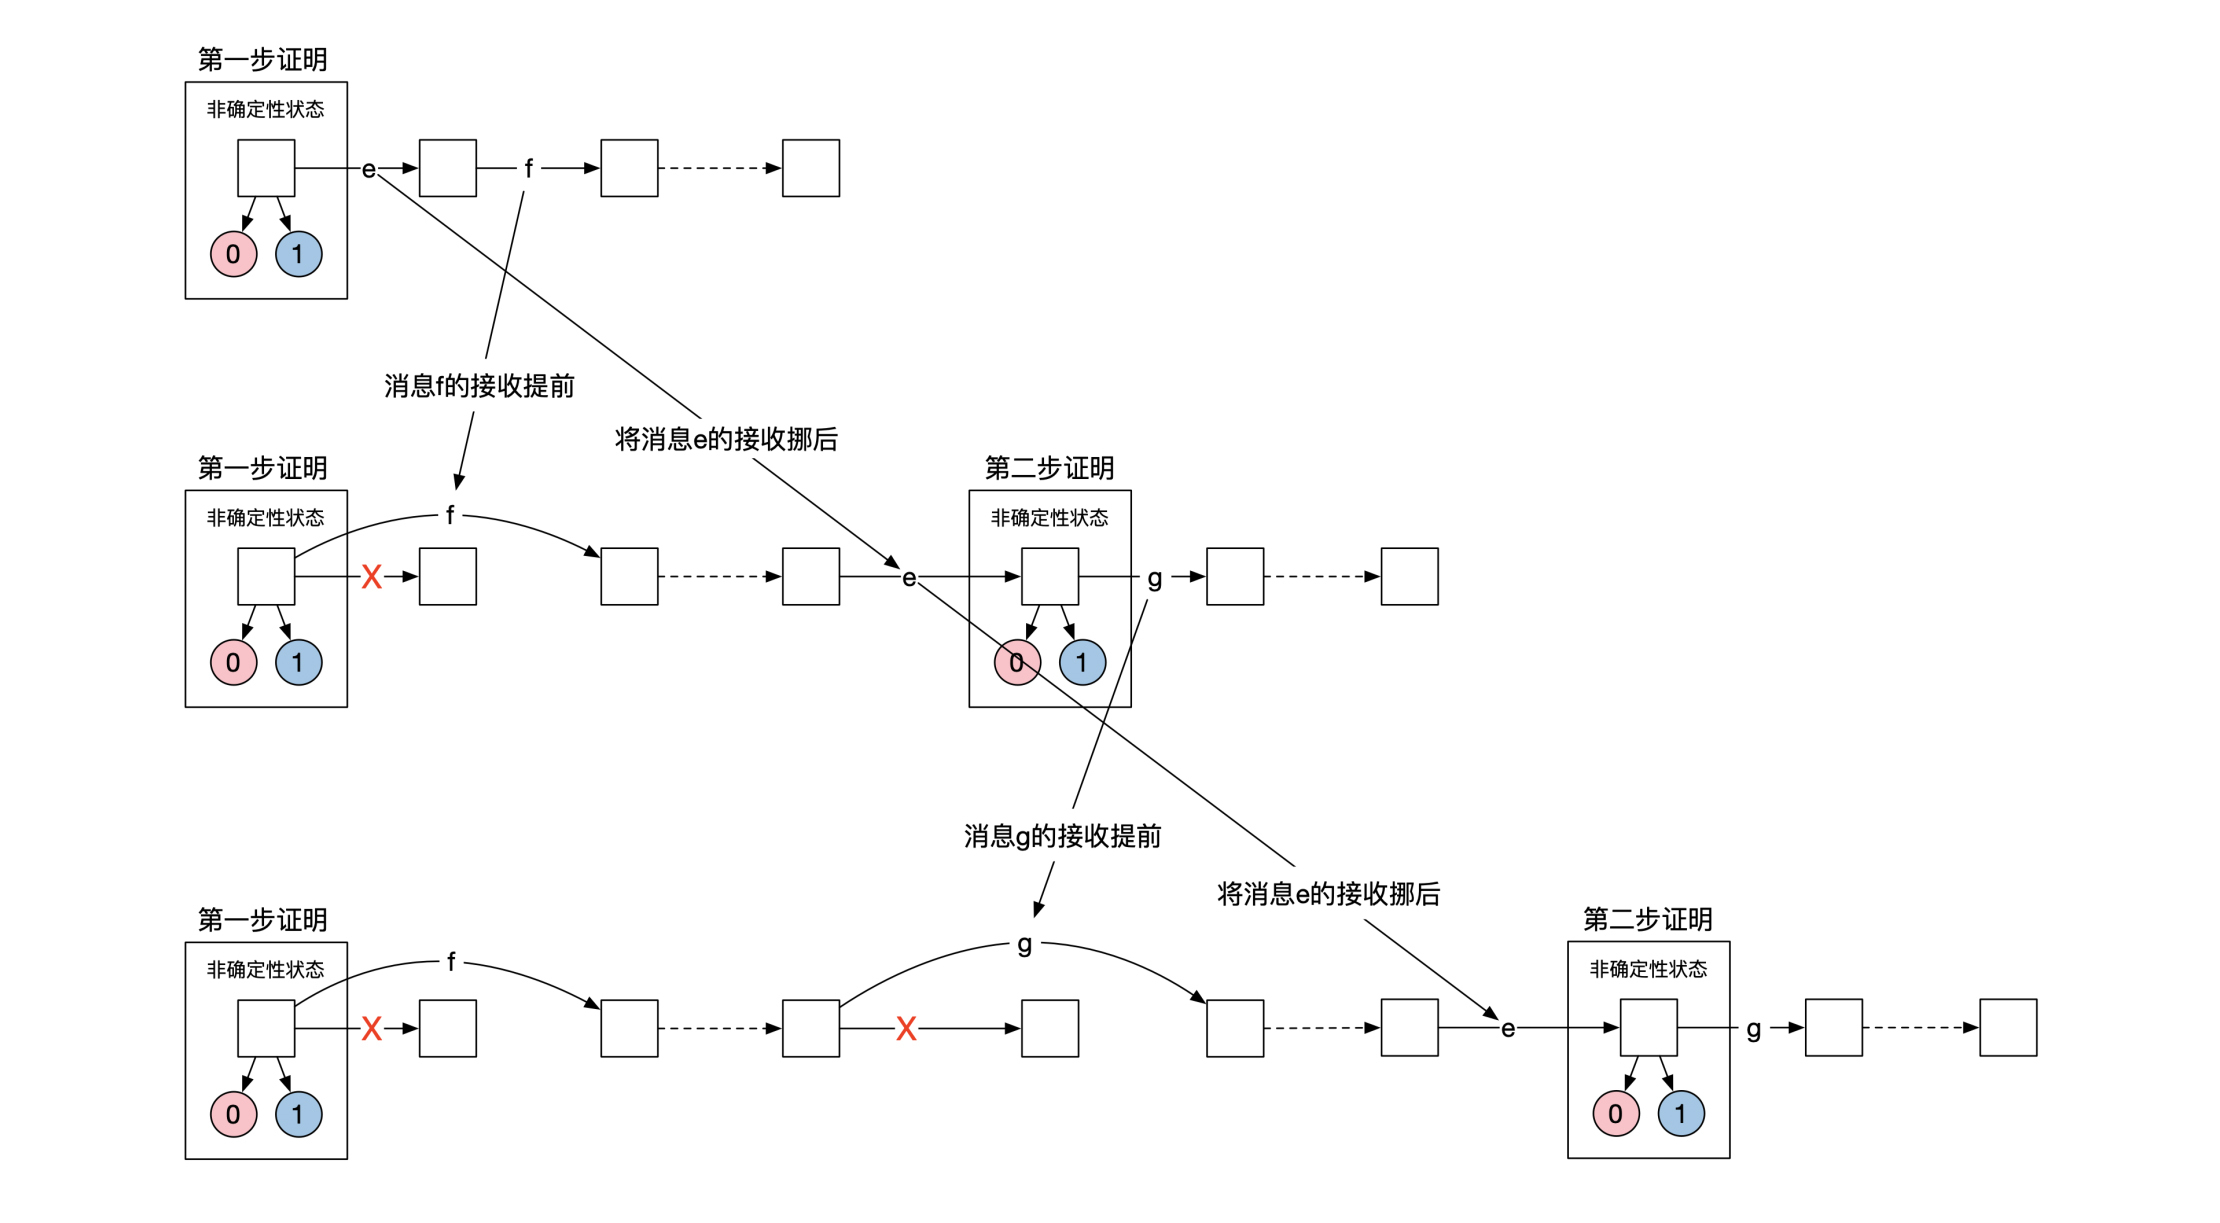 第一步证明
非确定性状态
e
f
0
1
消息f的接收提前
将消息e的接收挪后
第一步证明
第二步证明
非确定性状态
f
非确定性状态
X
e
g
0
1
0
1
消息g的接收提前
将消息e的接收挪后
第一步证明
第二步证明
f
g
非确定性状态
非确定性状态
X
X
e
g
0
1
0
1